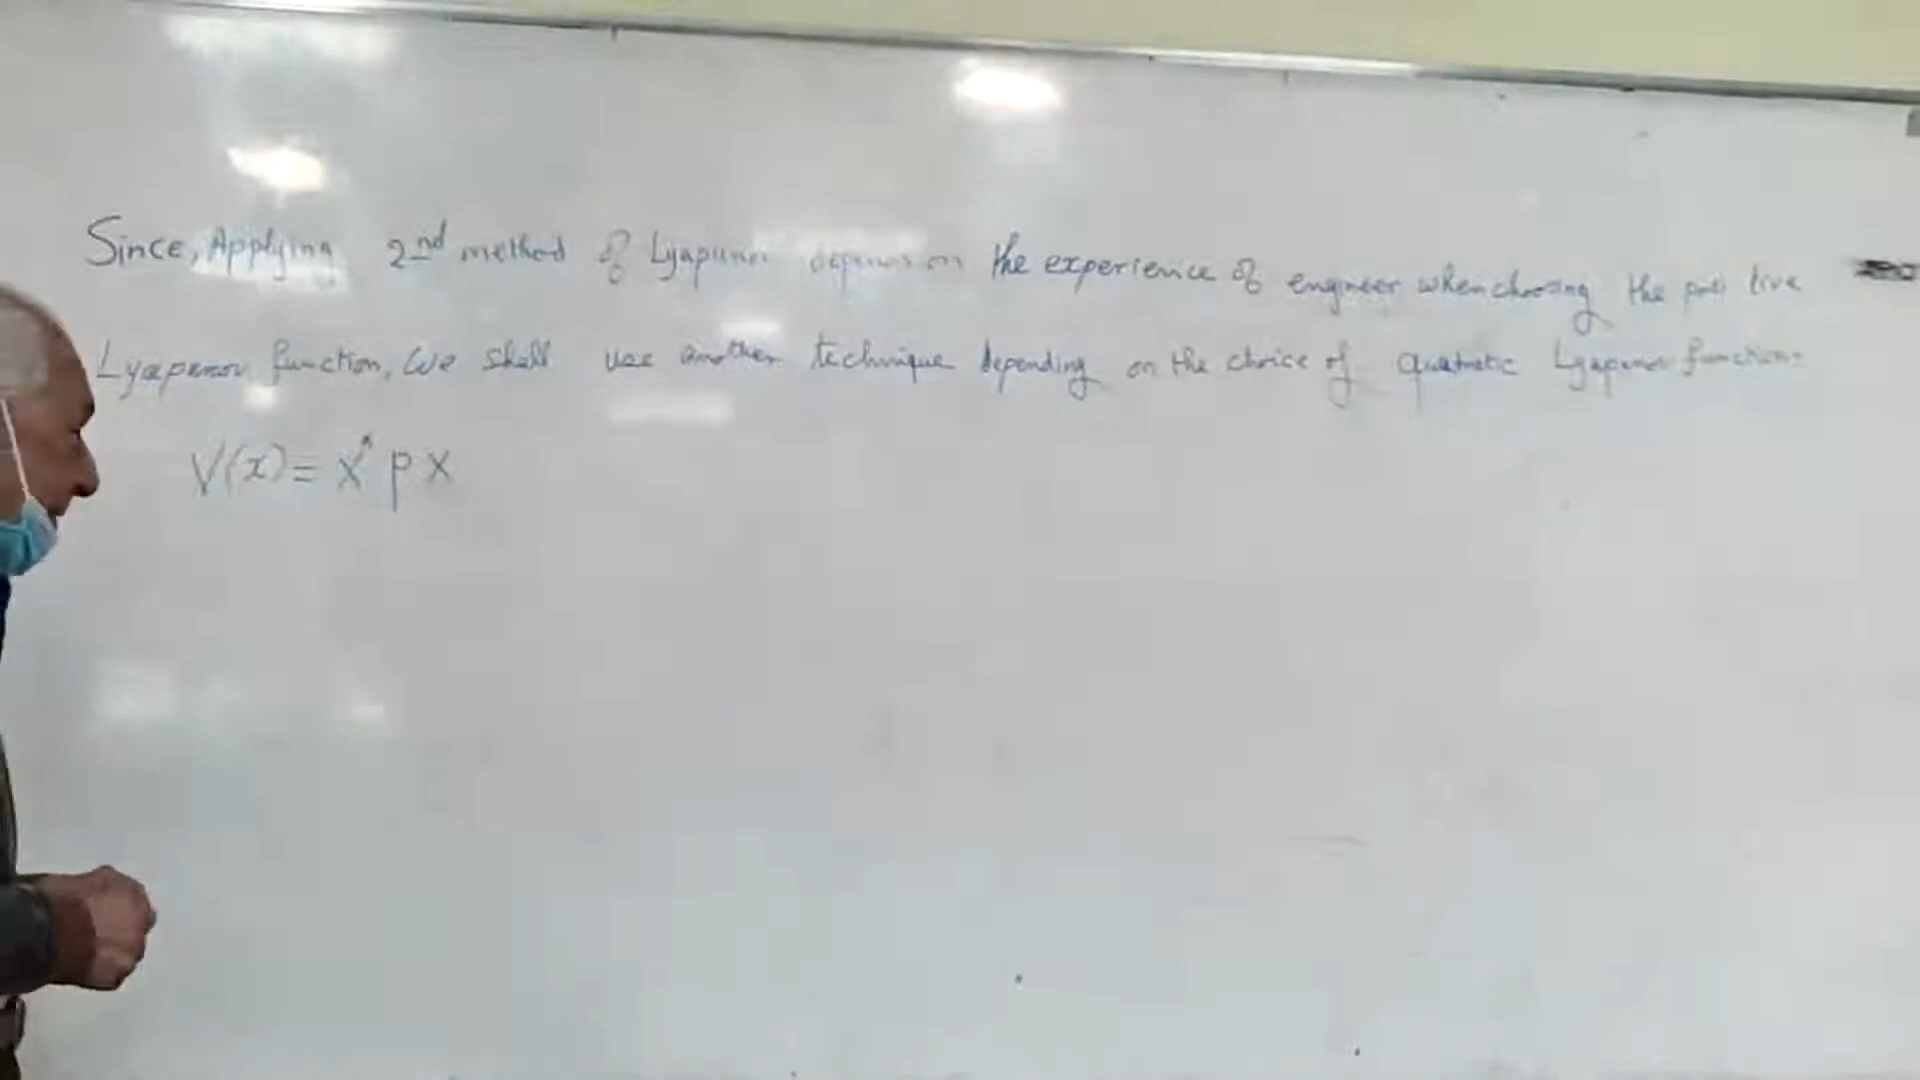 Since, Applying 2nd method of Lyapunov depends on the experience of engineer when choosing the positive
Lyapunov function, We shall use another technique depending on the choice of quadratic Lyapunov function.
V(x) = x* p x